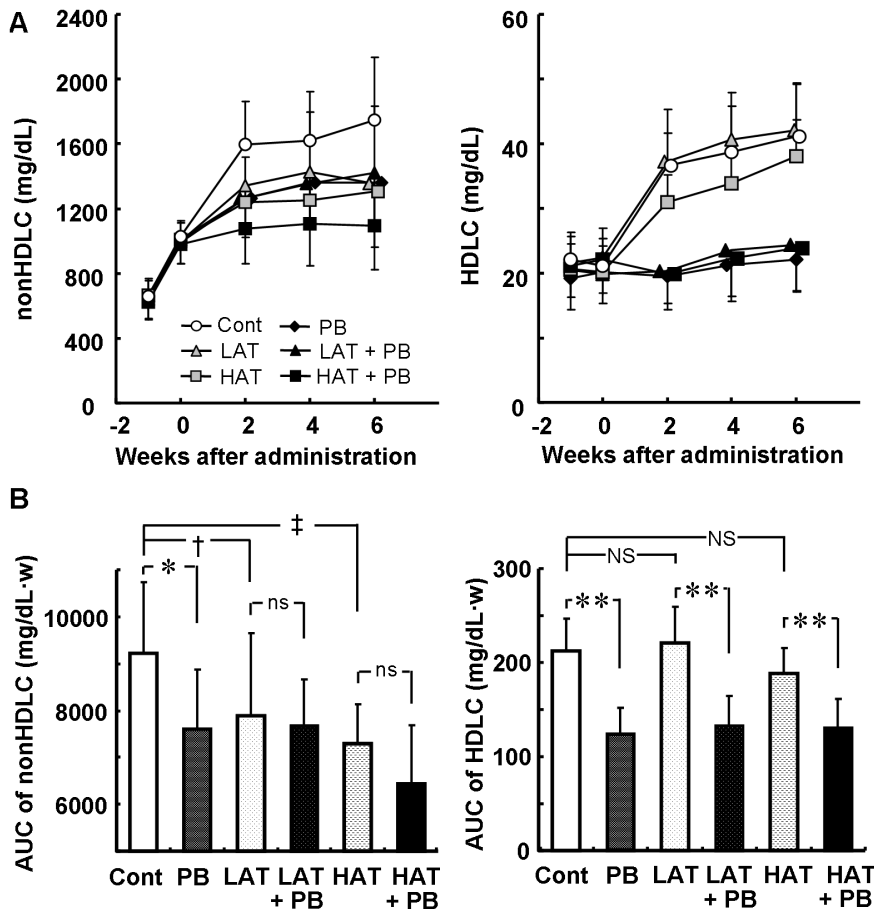 A
nonHDLC (mg/dL)
2400
2000
1600
1200
800
400
0
-2 0 2 4 6
Weeks after administration
Cont PB
LAT LAT + PB
HAT HAT + PB
HDLC (mg/dL)
60
40
20
0
-2 0 2 4 6
Weeks after administration
B
AUC of nonHDLC (mg/dL·w)
10000
8000
6000
‡
†
*
ns
ns
Cont PB LAT LAT HAT HAT
+ PB + PB
AUC of HDLC (mg/dL·w)
300
200
100
0
NS
NS
**
**
**
Cont PB LAT LAT HAT HAT
+ PB + PB